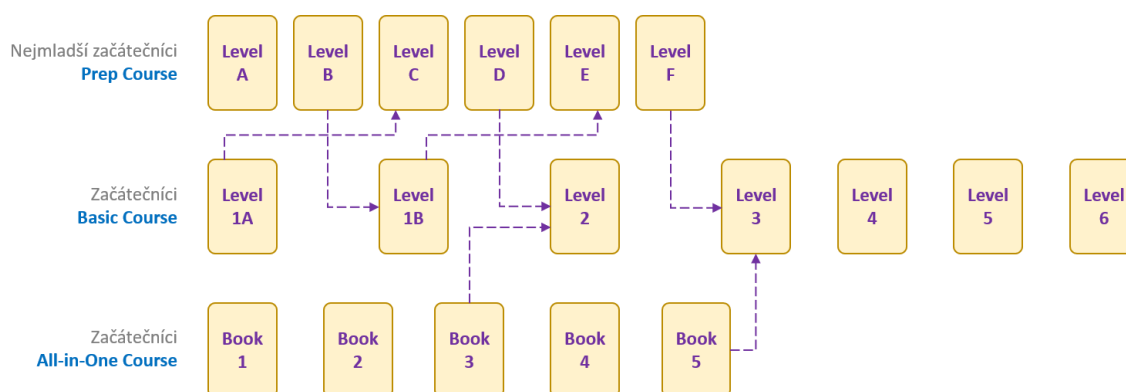 Nejmladší začátečníci
Prep Course
Level
A
Level
B
Level
C
Level
D
Level
E
Level
F
Začátečníci
Basic Course
Level
1A
Level
1B
Level
2
Level
3
Level
4
Level
5
Level
6
Začátečníci
All-in-One Course
Book
1
Book
2
Book
3
Book
4
Book
5